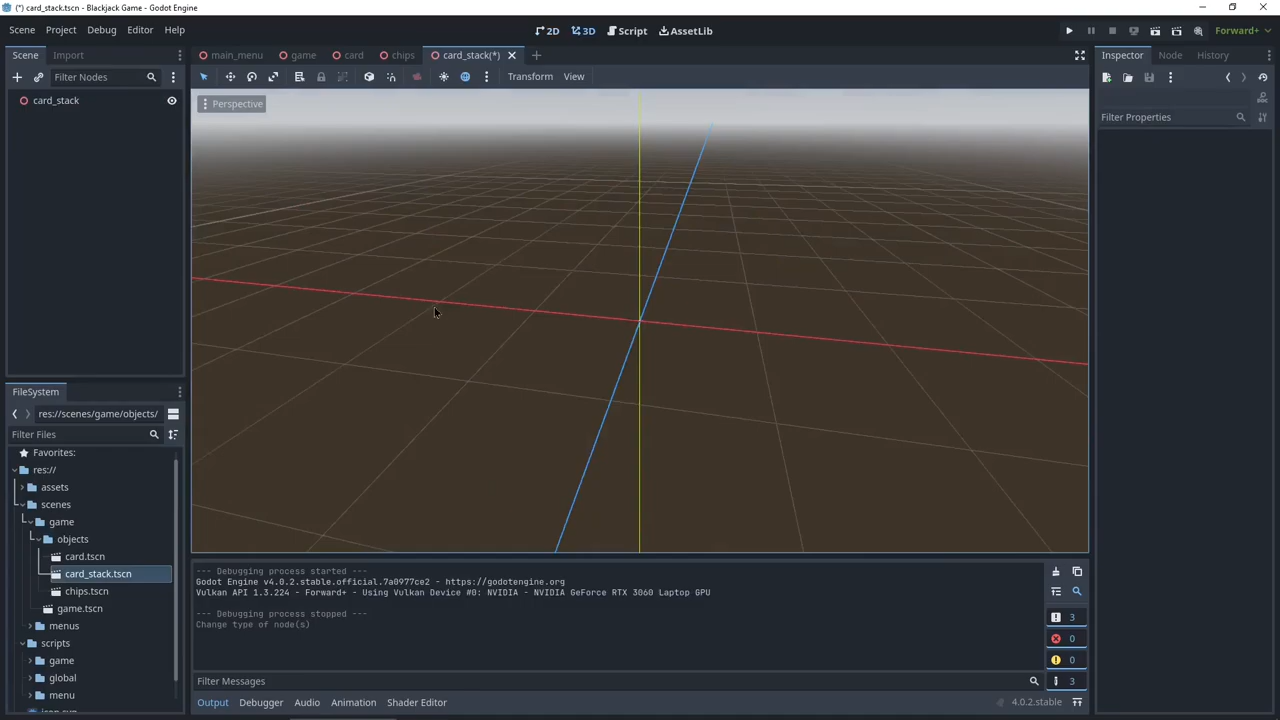 (*) card_stack.tscn - Blackjack Game - Godot Engine
Scene Project Debug Editor Help
2D 3D Script AssetLib
Forward+
Scene Import
main_menu game card chips card_stack(*)
Inspector Node History
Filter Nodes
Transform View
card_stack
Perspective
Filter Properties
FileSystem
res://scenes/game/objects/
Filter Files
Favorites:
res://
assets
scenes
game
objects
card.tscn
card_stack.tscn
chips.tscn
game.tscn
menus
scripts
game
global
menu
--- Debugging process started ---
Godot Engine v4.0.2.stable.official.7a0977ce2 - https://godotengine.org
Vulkan API 1.3.224 - Forward+ - Using Vulkan Device #0: NVIDIA - NVIDIA GeForce RTX 3060 Laptop GPU
--- Debugging process stopped ---
Change type of node(s)
3
0
0
3
Filter Messages
Output Debugger Audio Animation Shader Editor
4.0.2.stable